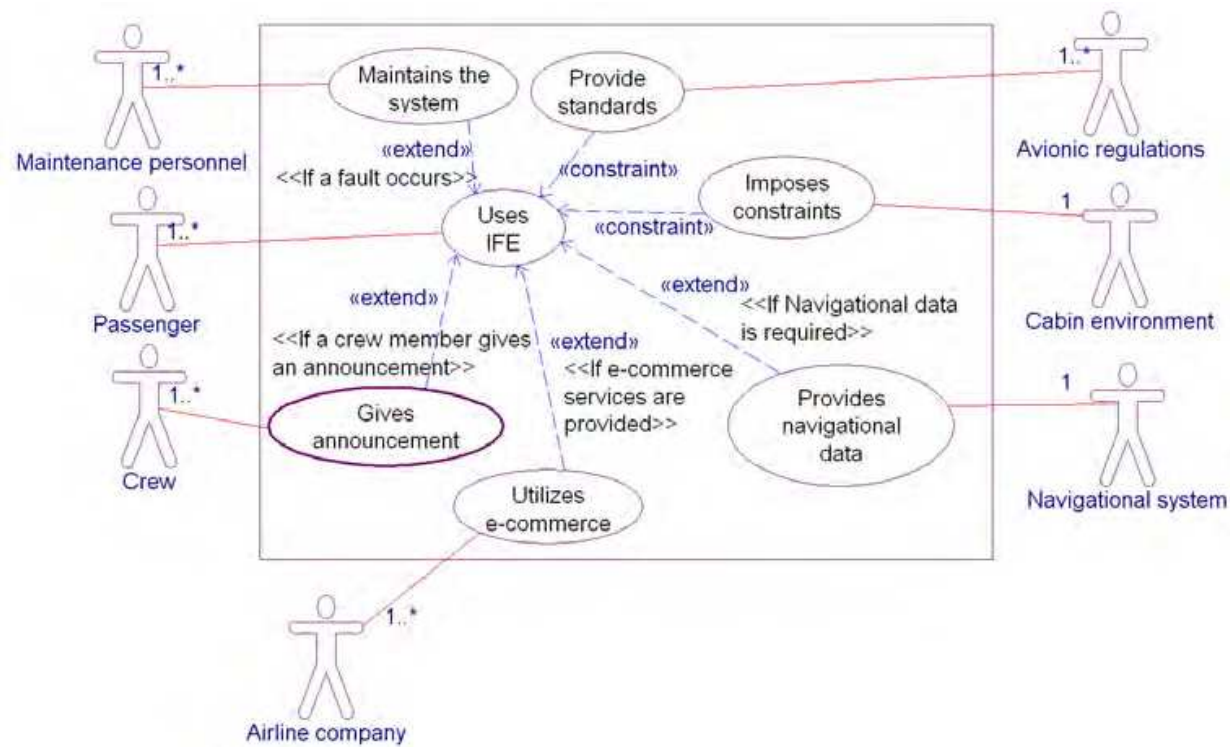 1..*
Maintenance personnel
Maintains the
system
Provide
standards
1..*
Avionic regulations
«extend»
<<If a fault occurs>>
«constraint»
Imposes
constraints
1
Cabin environment
«constraint»
1..*
Passenger
Uses
IFE
«extend»
<<If a crew member gives
an announcement>>
«extend»
<<If e-commerce
services are
provided>>
«extend»
<<If Navigational data
is required>>
1..*
Crew
Gives
announcement
Provides
navigational
data
1
Navigational system
Utilizes
e-commerce
1..*
Airline company